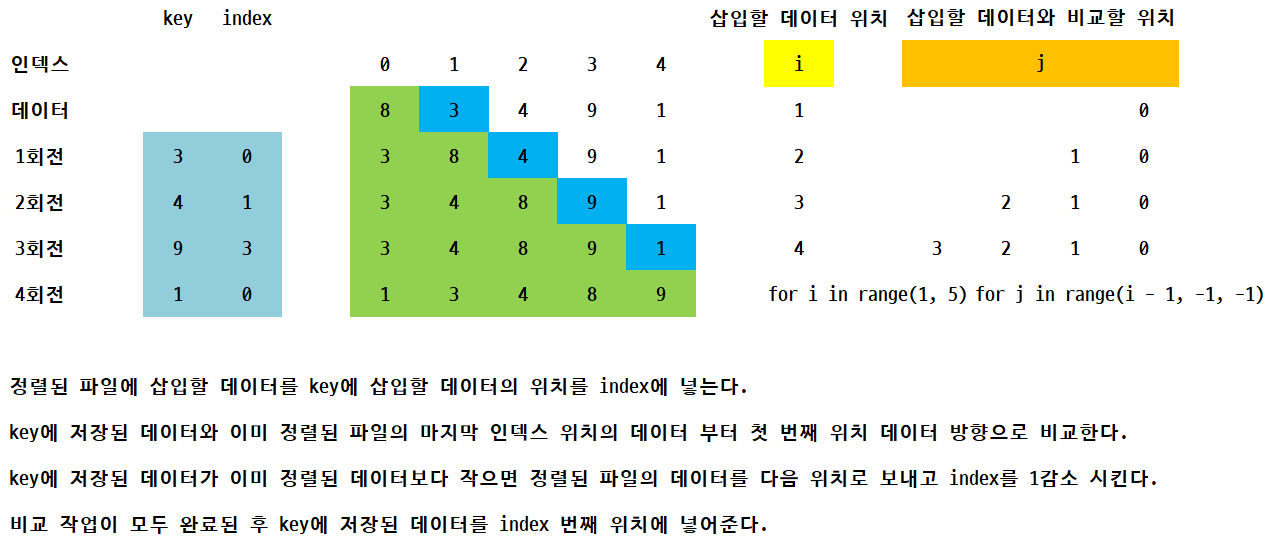 key index 삽입할 데이터 위치 삽입할 데이터와 비교할 위치
인덱스 0 1 2 3 4 i j
데이터 8 3 4 9 1 1 0
1회전 3 0 3 8 4 9 1 2 1 0
2회전 4 1 3 4 8 9 1 3 2 1 0
3회전 9 3 3 4 8 9 1 4 3 2 1 0
4회전 1 0 1 3 4 8 9 for i in range(1, 5) for j in range(i - 1, -1, -1)
정렬된 파일에 삽입할 데이터를 key에 삽입할 데이터의 위치를 index에 넣는다.
key에 저장된 데이터와 이미 정렬된 파일의 마지막 인덱스 위치의 데이터 부터 첫 번째 위치 데이터 방향으로 비교한다.
key에 저장된 데이터가 이미 정렬된 데이터보다 작으면 정렬된 파일의 데이터를 다음 위치로 보내고 index를 1감소 시킨다.
비교 작업이 모두 완료된 후 key에 저장된 데이터를 index 번째 위치에 넣어준다.